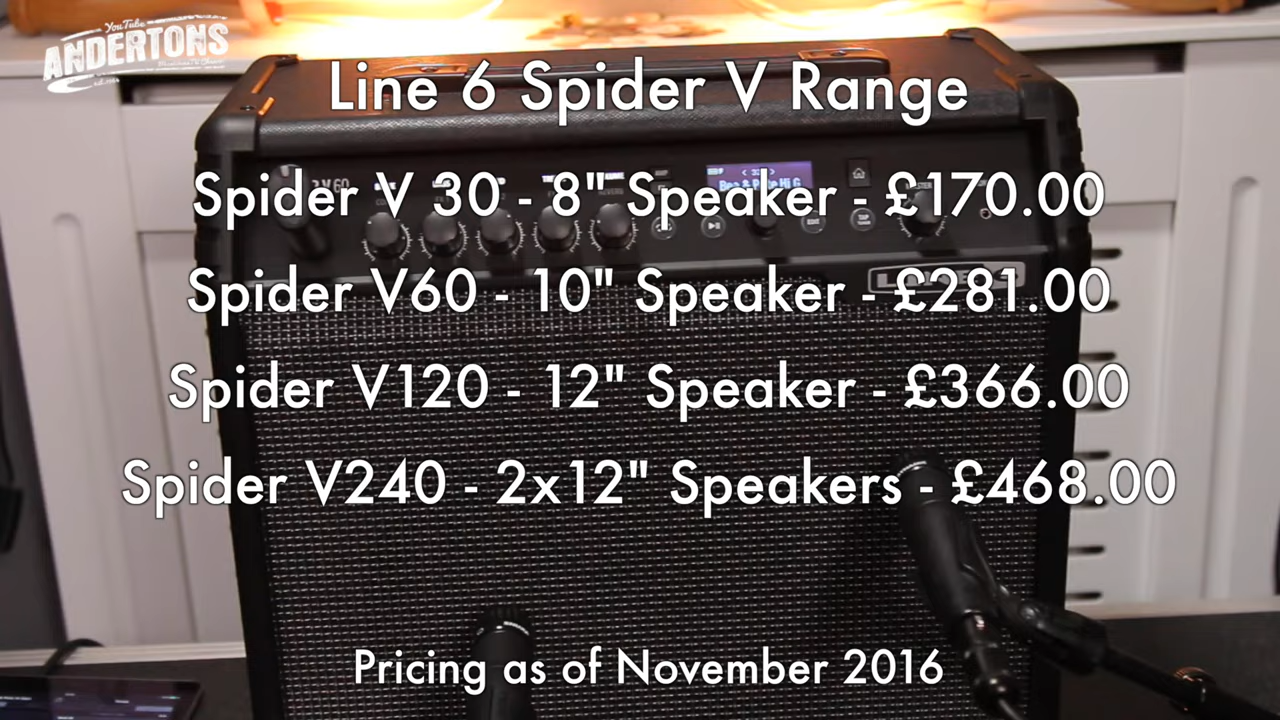 YouTube
ANDERTONS
Line 6 Spider V Range
Spider V 30 - 8" Speaker - £170.00
Spider V60 - 10" Speaker - £281.00
Spider V120 - 12" Speaker - £366.00
Spider V240 - 2x12" Speakers - £468.00
Pricing as of November 2016